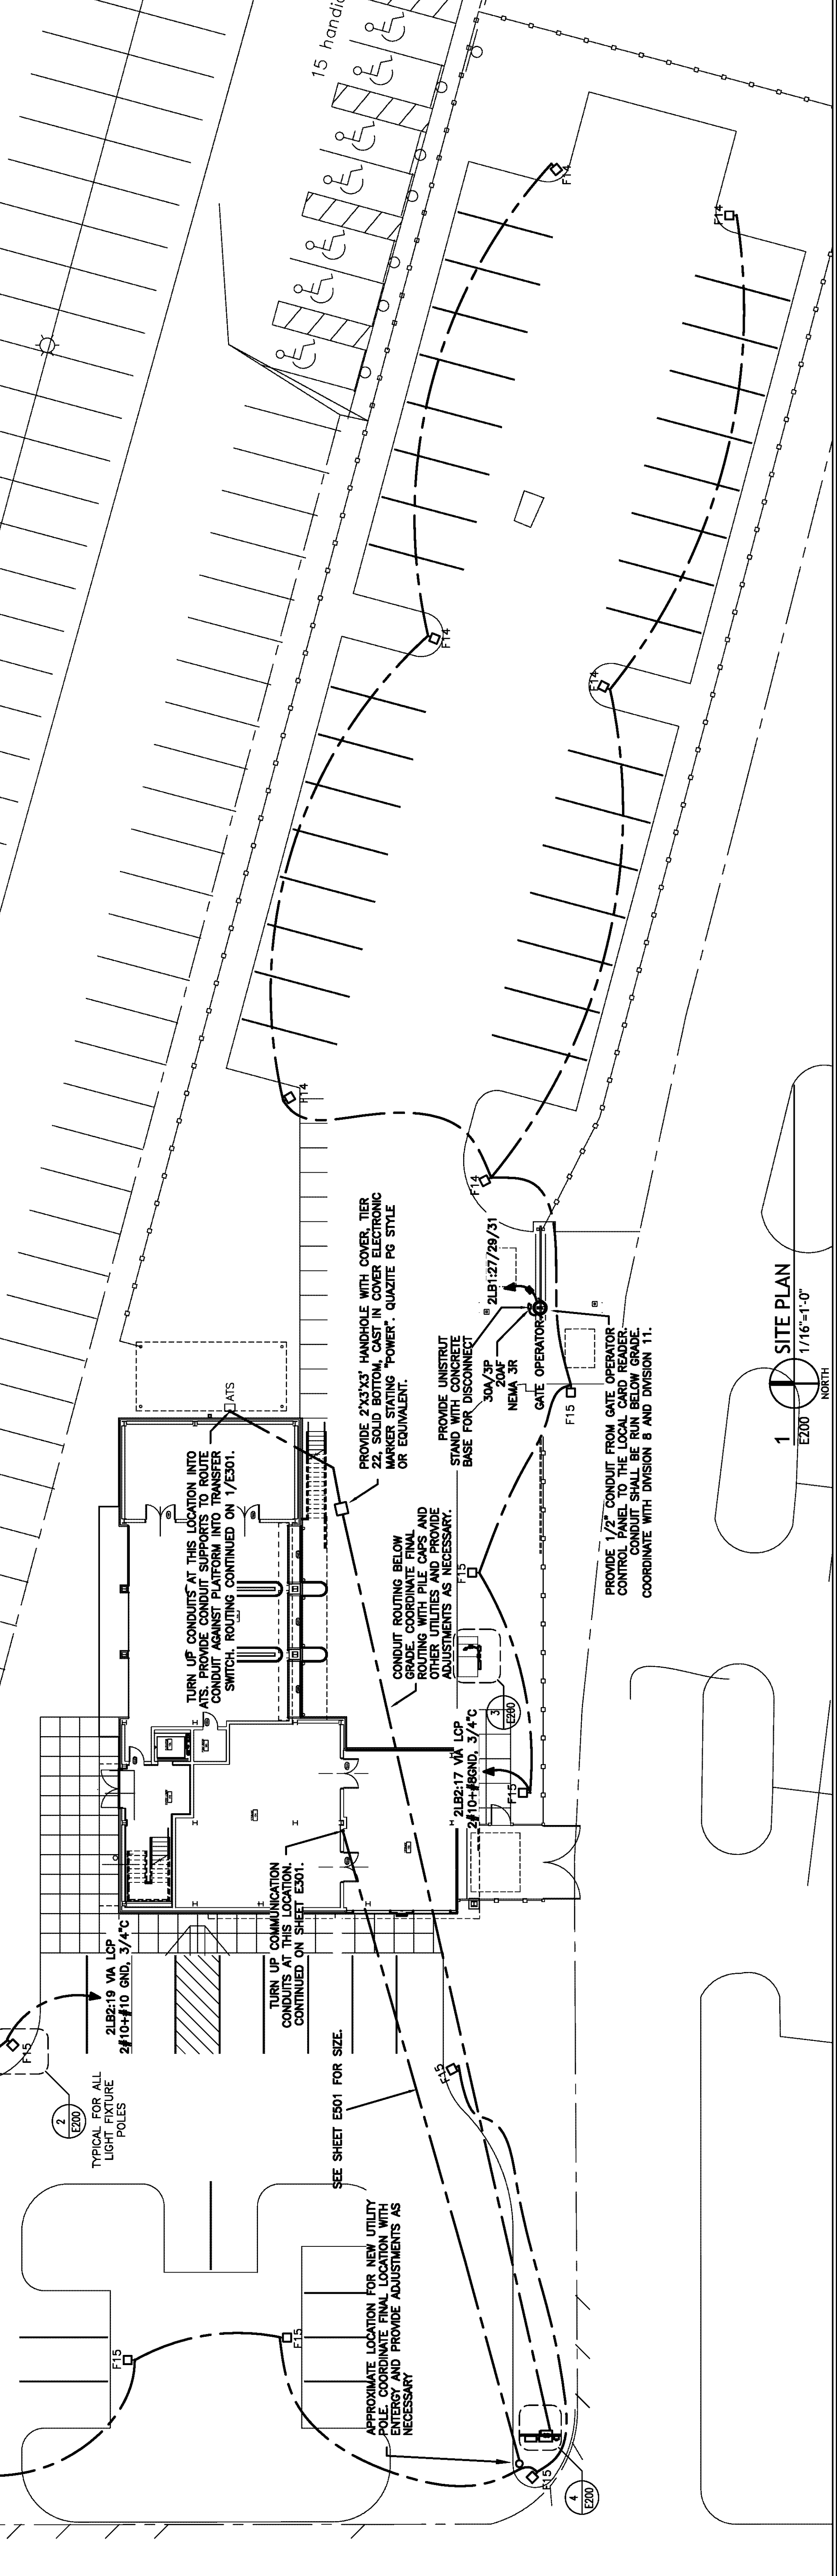 15 handic
F14
F14
F14
F14
F14
F14
ATS
PROVIDE 2'X3'X3' HANDHOLE WITH COVER, TIER
22, SOLID BOTTOM, CAST IN COVER ELECTRONIC
MARKER STATING "POWER". QUAZITE PG STYLE
OR EQUIVALENT.
2LB1:27/29/31
PROVIDE UNISTRUT
STAND WITH CONCRETE
BASE FOR DISCONNECT
30A/3P
20AF
NEMA 3R
GATE OPERATOR
F15
PROVIDE 1/2" CONDUIT FROM GATE OPERATOR
CONTROL PANEL TO THE LOCAL CARD READER.
CONDUIT SHALL BE RUN BELOW GRADE.
COORDINATE WITH DIVISION 8 AND DIVISION 11.
1
E200
SITE PLAN
1/16"=1'-0"
NORTH
TURN UP CONDUITS AT THIS LOCATION INTO
ATS. PROVIDE CONDUIT SUPPORTS TO ROUTE
CONDUIT AGAINST PLATFORM INTO TRANSFER
SWITCH. ROUTING CONTINUED ON 1/E301.
CONDUIT ROUTING BELOW
GRADE. COORDINATE FINAL
ROUTING WITH PILE CAPS AND
OTHER UTILITIES AND PROVIDE
ADJUSTMENTS AS NECESSARY.
F15
3
E200
2LB2:17 VIA LCP
2#10+#8GND, 3/4"C
F15
TURN UP COMMUNICATION
CONDUITS AT THIS LOCATION.
CONTINUED ON SHEET E301.
2LB2:19 VIA LCP
2#10+#10 GND, 3/4"C
F15
2
E200
TYPICAL FOR ALL
LIGHT FIXTURE
POLES
SEE SHEET E501 FOR SIZE.
F15
APPROXIMATE LOCATION FOR NEW UTILITY
POLE. COORDINATE FINAL LOCATION WITH
ENTERGY AND PROVIDE ADJUSTMENTS AS
NECESSARY
F15
F15
F15
4
E200